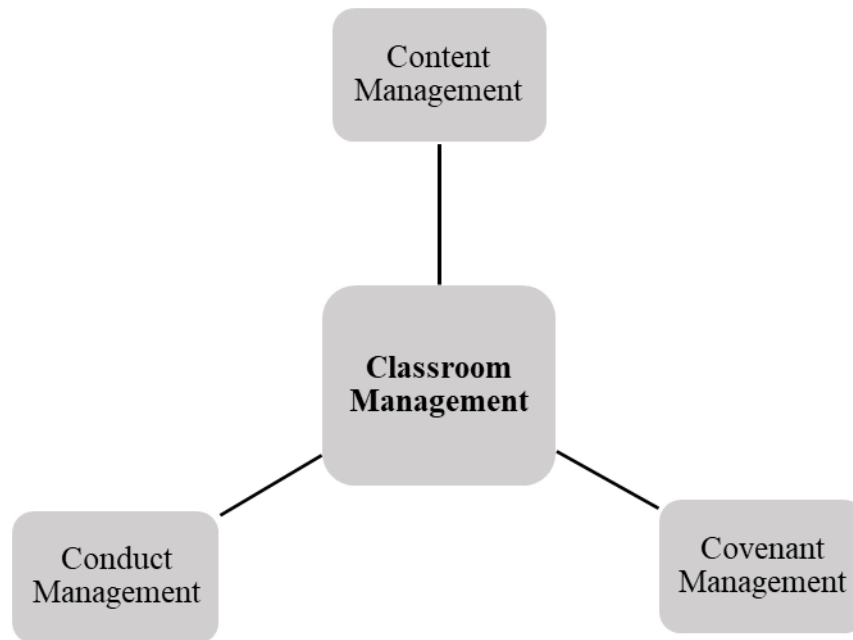 Content
Management
Classroom
Management
Conduct
Management
Covenant
Management